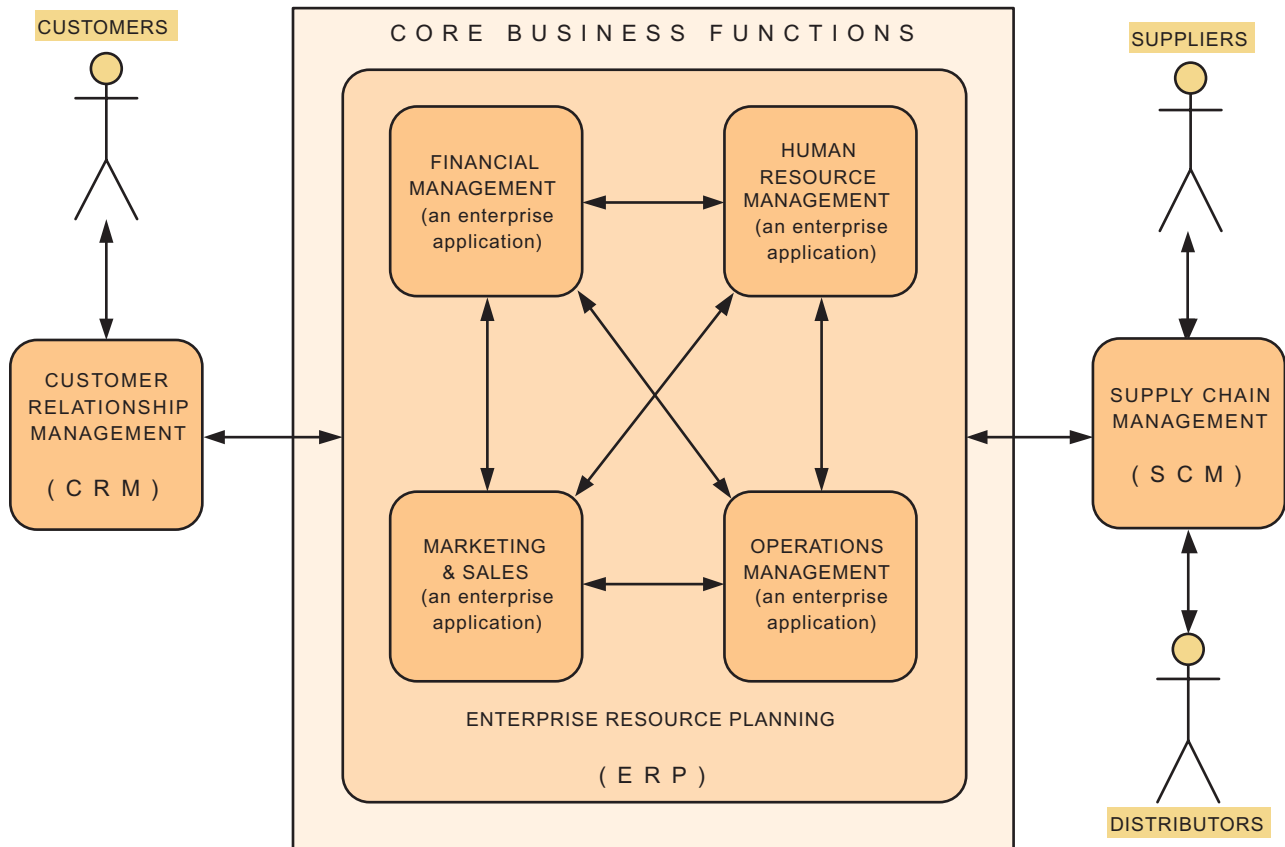 CUSTOMERS
CORE BUSINESS FUNCTIONS
SUPPLIERS
FINANCIAL
MANAGEMENT
(an enterprise
application)
HUMAN
RESOURCE
MANAGEMENT
(an enterprise
application)
CUSTOMER
RELATIONSHIP
MANAGEMENT
(CRM)
SUPPLY CHAIN
MANAGEMENT
(SCM)
MARKETING
& SALES
(an enterprise
application)
OPERATIONS
MANAGEMENT
(an enterprise
application)
ENTERPRISE RESOURCE PLANNING
(ERP)
DISTRIBUTORS